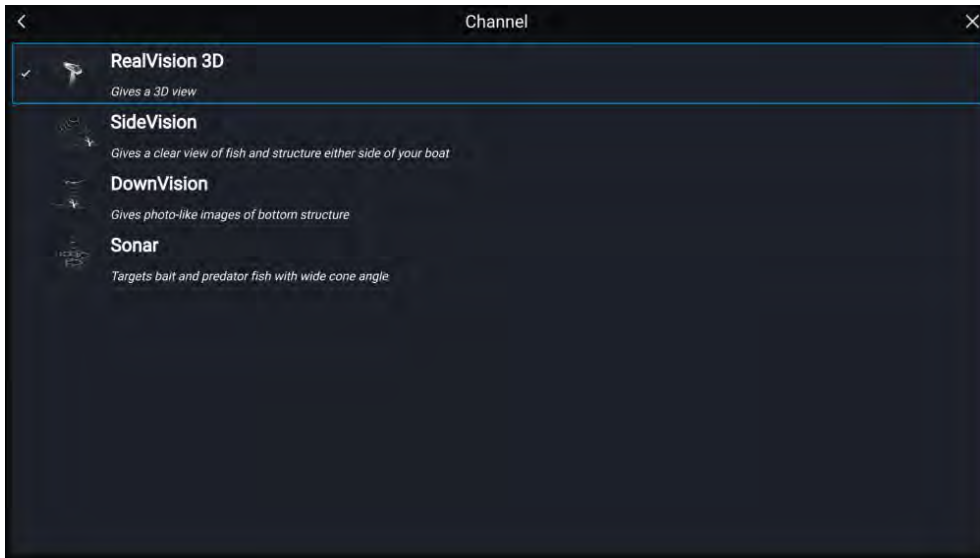 Channel
RealVision 3D
Gives a 3D view
SideVision
Gives a clear view of fish and structure either side of your boat
DownVision
Gives photo-like images of bottom structure
Sonar
Targets bait and predator fish with wide cone angle